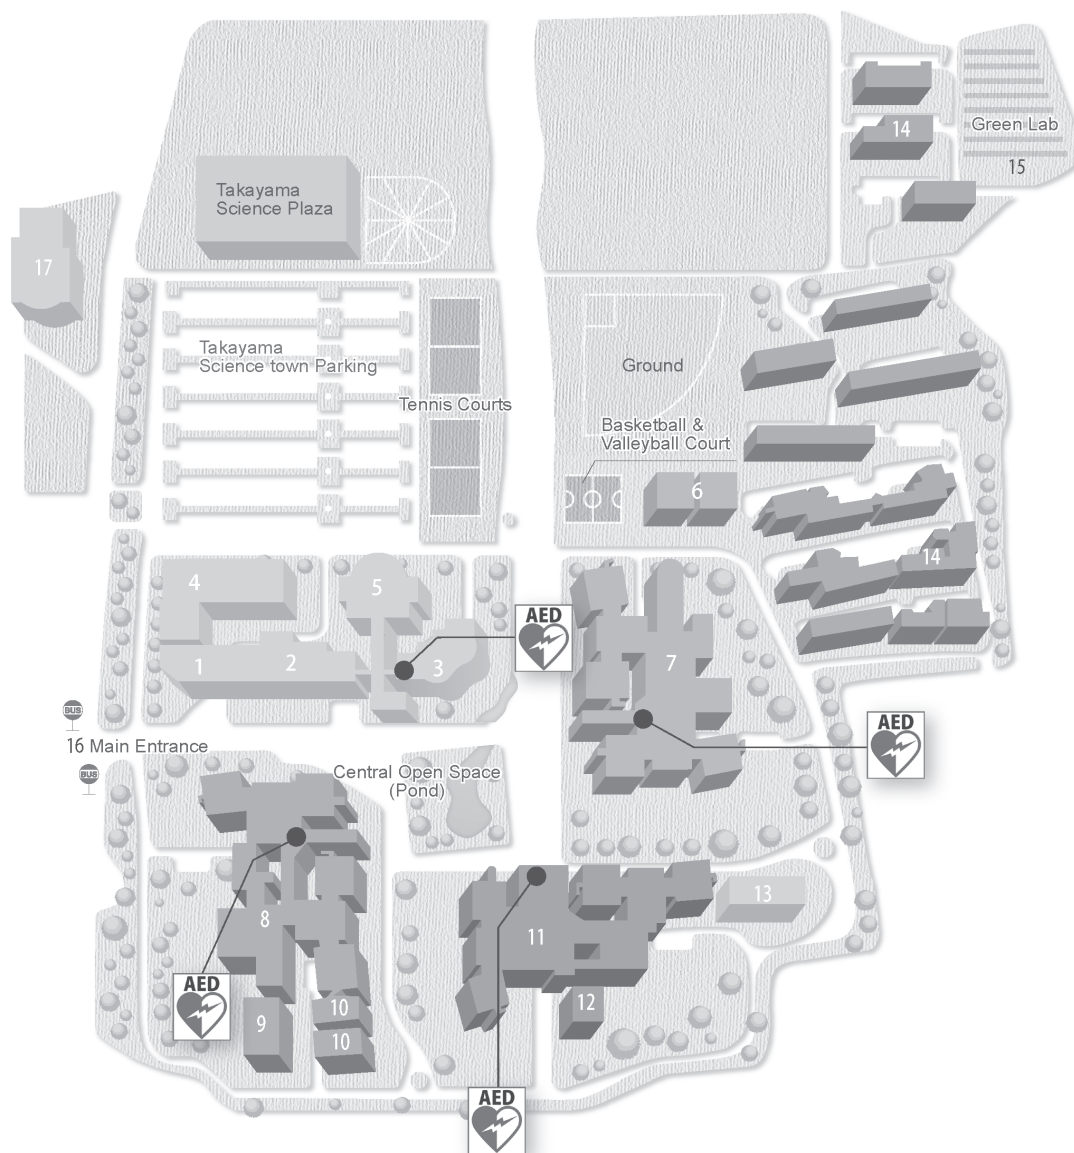 14
Green Lab
15
Takayama
Science Plaza
17
Takayama
Science town Parking
Ground
Tennis Courts
Basketball &
Valleyball Court
6
4
5
14
1
2
3
AED
7
BUS
16 Main Entrance
AED
BUS
Central Open Space
(Pond)
13
8
11
AED
12
9
10
10
AED